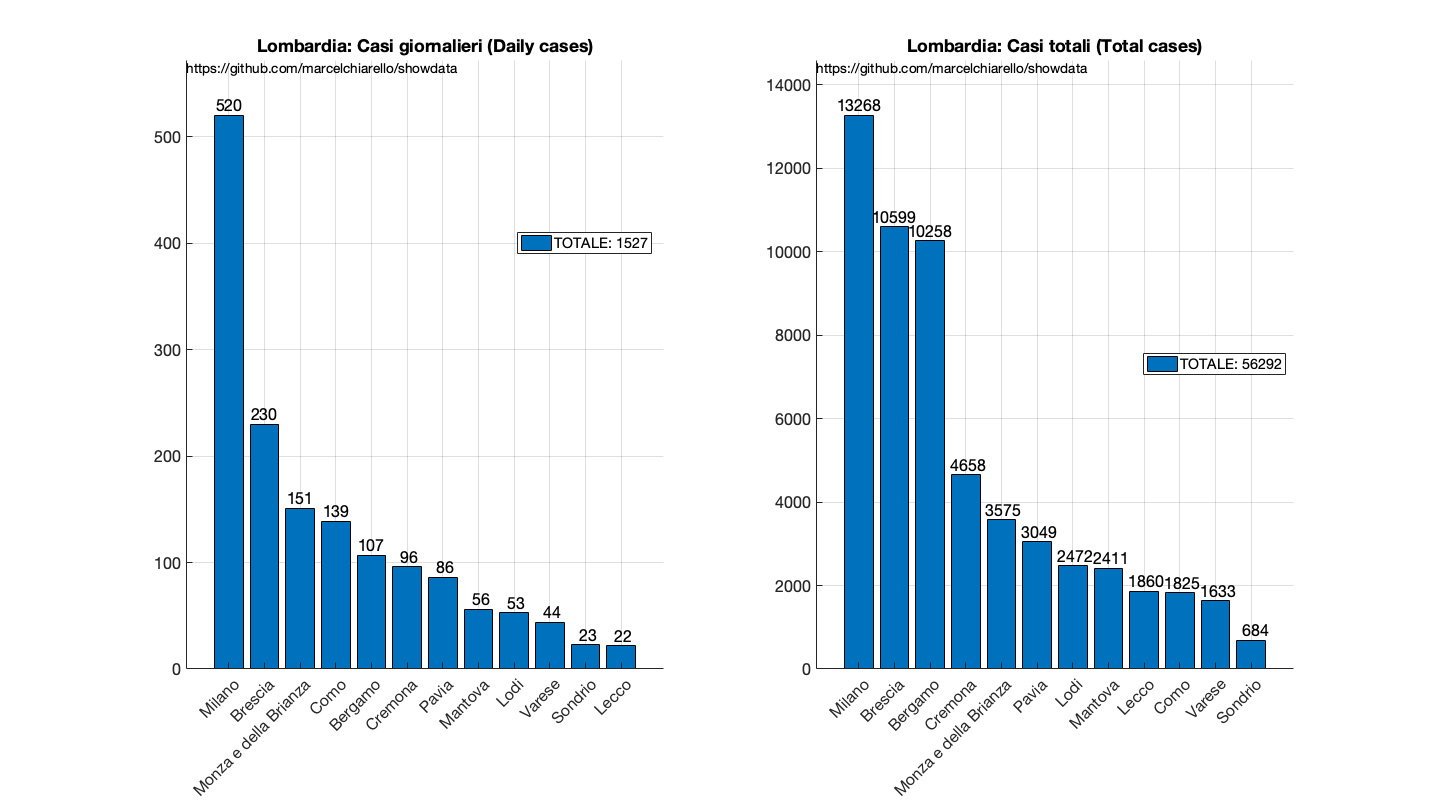 Lombardia: Casi giornalieri (Daily cases)
https://github.com/marcelchiarello/showdata
500
400
300
200
100
0
520
230
151
139
107
96
86
56
53
44
23
22
TOTALE: 1527
Milano
Brescia
Monza e della Brianza
Como
Bergamo
Cremona
Pavia
Mantova
Lodi
Varese
Sondrio
Lecco
Lombardia: Casi totali (Total cases)
https://github.com/marcelchiarello/showdata
14000
12000
10000
8000
6000
4000
2000
0
13268
10599
10258
4658
3575
3049
2472
2411
1860
1825
1633
684
TOTALE: 56292
Milano
Brescia
Bergamo
Cremona
Monza e della Brianza
Pavia
Lodi
Mantova
Lecco
Como
Varese
Sondrio